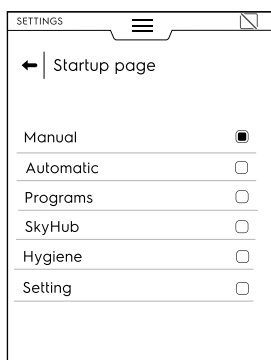 SETTINGS
Startup page
Manual
Automatic
Programs
SkyHub
Hygiene
Setting